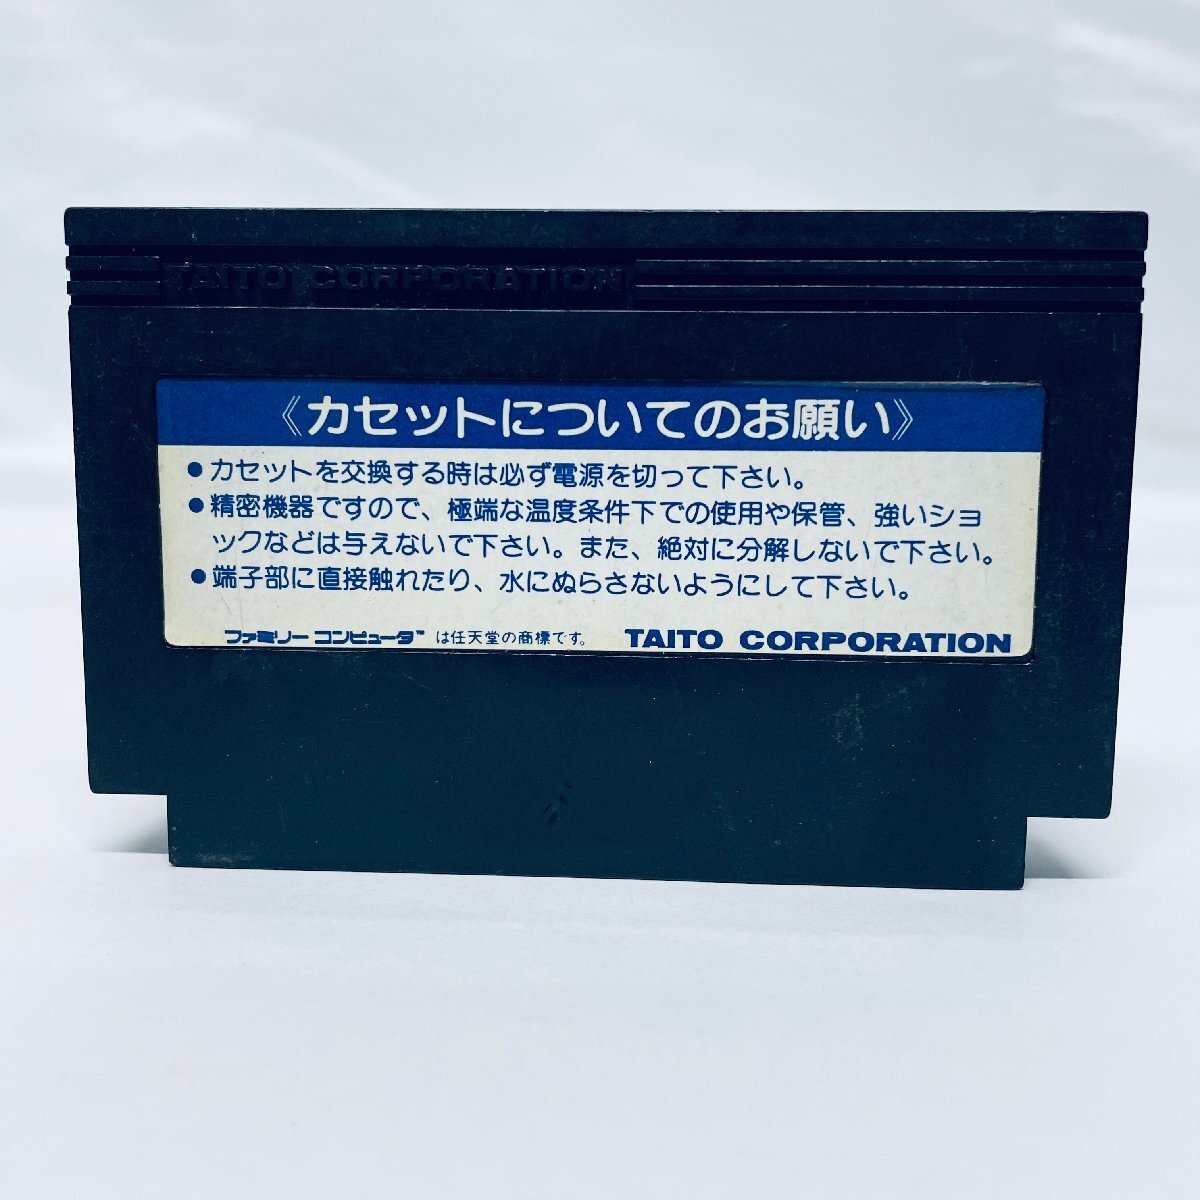 TAITO CORPORATION
《カセットについてのお願い》
●カセットを交換する時は必ず電源を切って下さい。
●精密機器ですので、極端な温度条件下での使用や保管、強いショ
ックなどは与えないで下さい。また、絶対に分解しないで下さい。
●端子部に直接触れたり、水にぬらさないようにして下さい。
ファミリー コンピュータ™ は任天堂の商標です。 TAITO CORPORATION